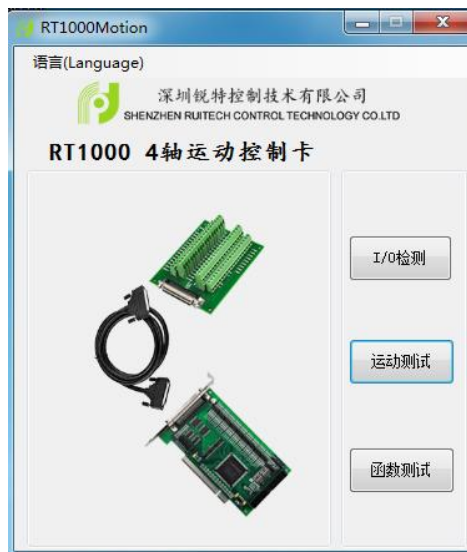 RT1000Motion
语言(Language)
深圳锐特控制技术有限公司
SHENZHEN RUITECH CONTROL TECHNOLOGY CO.LTD
RT1000 4轴运动控制卡
I/O检测
运动测试
函数测试